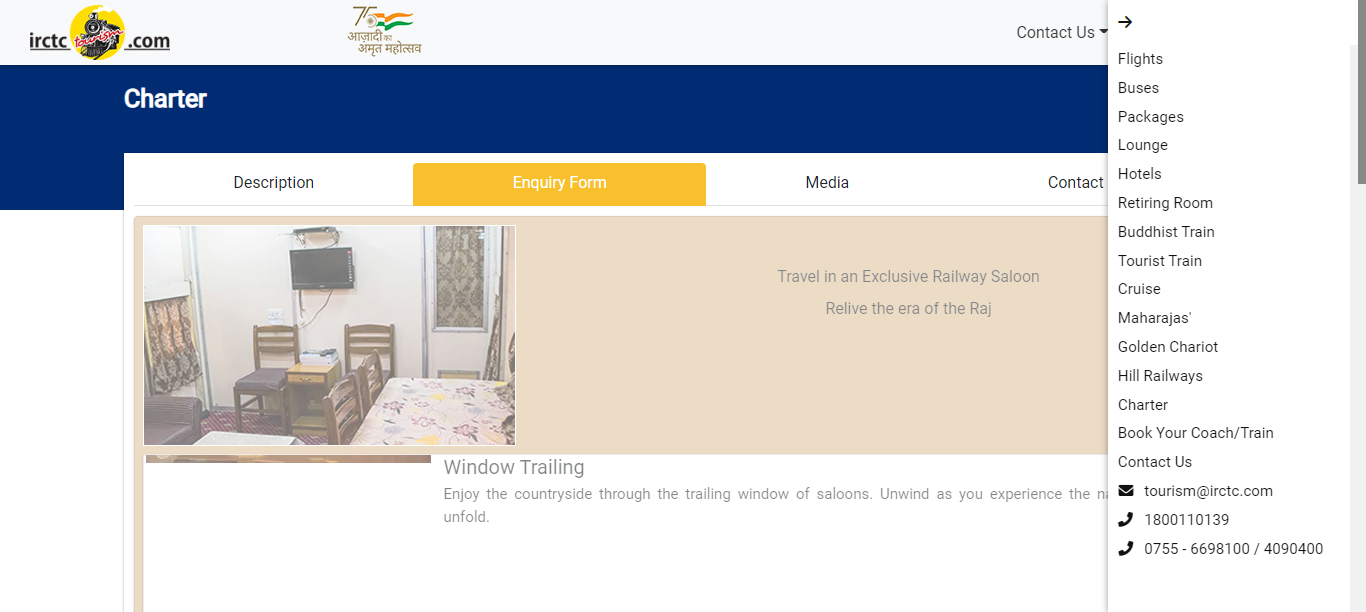 irctc tourism .com
75
आज़ादी का
अमृत महोत्सव
Contact Us
Charter
Description
Enquiry Form
Media
Contact
Travel in an Exclusive Railway Saloon
Relive the era of the Raj
Window Trailing
Enjoy the countryside through the trailing window of saloons. Unwind as you experience the
unfold.
Flights
Buses
Packages
Lounge
Hotels
Retiring Room
Buddhist Train
Tourist Train
Cruise
Maharajas'
Golden Chariot
Hill Railways
Charter
Book Your Coach/Train
Contact Us
tourism@irctc.com
1800110139
0755 - 6698100 / 4090400